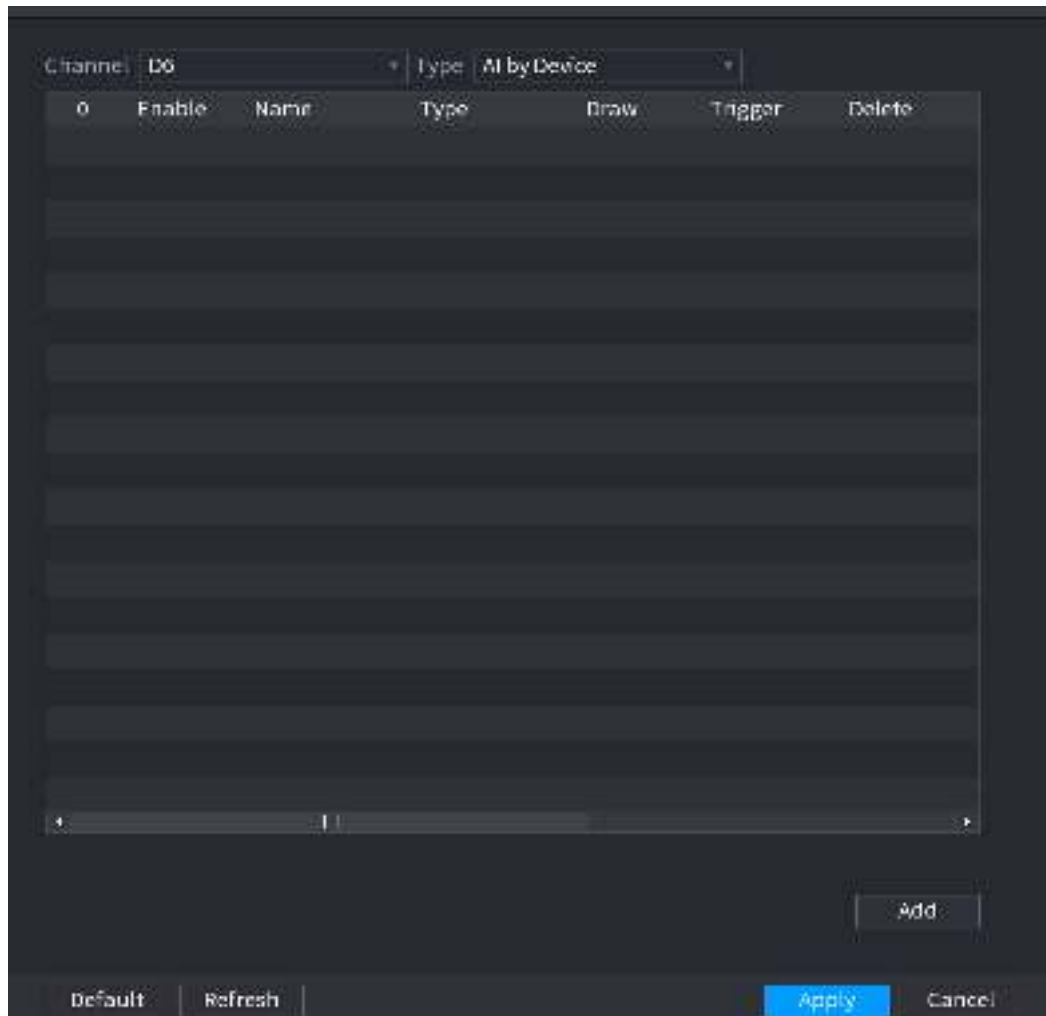 Channel D6 Type AI by Device
0 Enable Name Type Draw Trigger Delete
Add
Default Refresh Apply Cancel